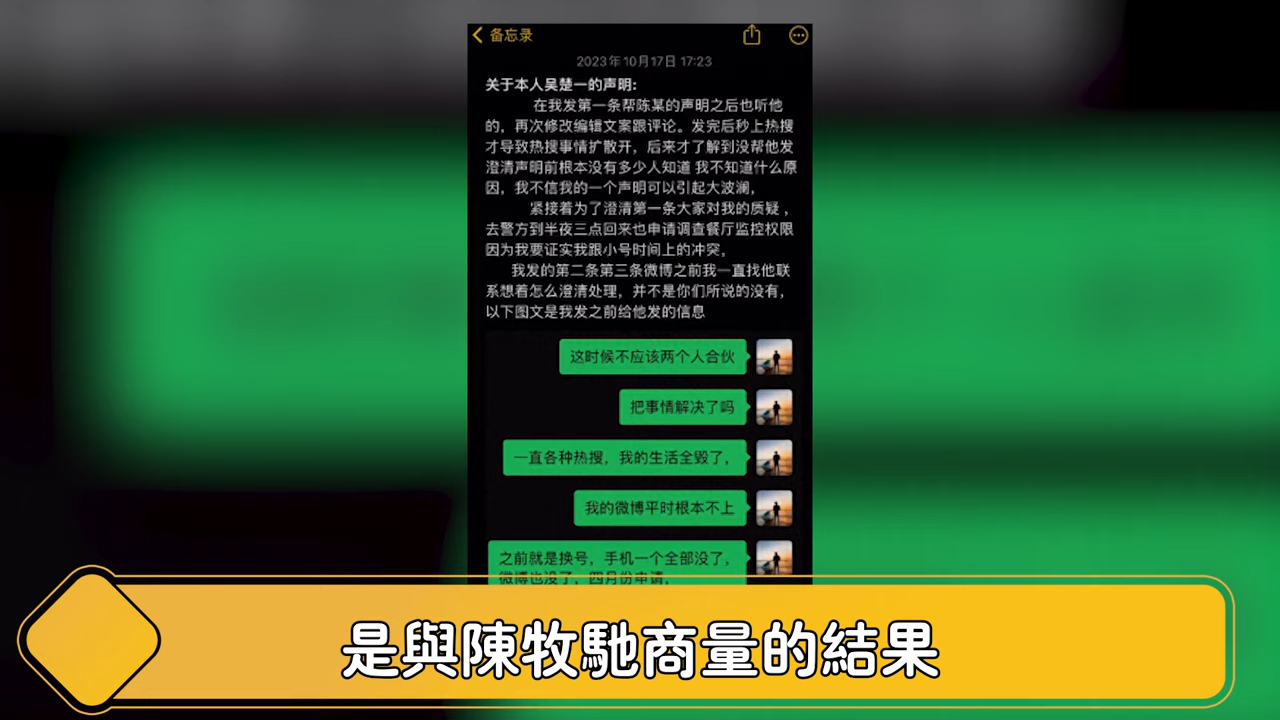 备忘录
2023年10月17日 17:23
关于本人吴楚一的声明:
在我发第一条帮陈某的声明之后也听他
的，再次修改编辑文案跟评论。发完后秒上热搜
才导致热搜事情扩散开，后来才了解到没帮他发
澄清声明前根本没有多少人知道 我不知道什么原
因，我不信我的一个声明可以引起大波澜，
紧接着为了澄清第一条大家对我的质疑，
去警方到半夜三点回来也申请调查餐厅监控权限
因为我要证实我跟小号时间上的冲突，
我发的第二条第三条微博之前我一直找他联
系想着怎么澄清处理，并不是你们所说的没有，
以下图文是我发之前给他发的信息
这时候不应该两个人合伙
把事情解决了吗
一直各种热搜，我的生活全毁了，
我的微博平时根本不上
之前就是换号，手机一个全部没了，
微博也没了，四月份申请，
是與陳牧馳商量的結果